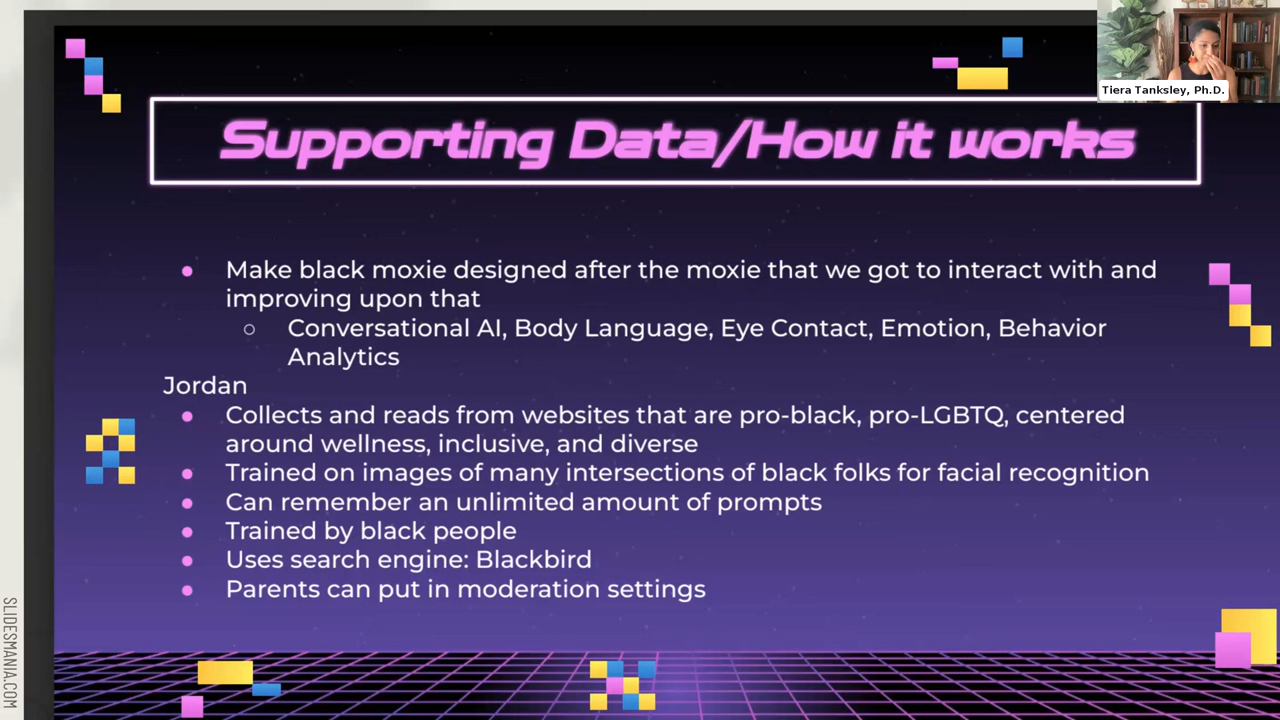 Tiera Tanksley, Ph.D.
Supporting Data/How it works
Make black moxie designed after the moxie that we got to interact with and
improving upon that
Conversational AI, Body Language, Eye Contact, Emotion, Behavior
Analytics
Jordan
Collects and reads from websites that are pro-black, pro-LGBTQ, centered
around wellness, inclusive, and diverse
Trained on images of many intersections of black folks for facial recognition
Can remember an unlimited amount of prompts
Trained by black people
Uses search engine: Blackbird
Parents can put in moderation settings
SLIDESMANIA.COM